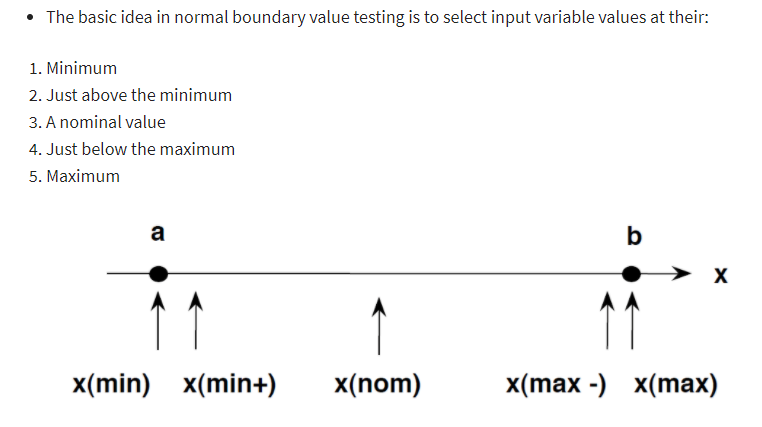 • The basic idea in normal boundary value testing is to select input variable values at their:
1. Minimum
2. Just above the minimum
3. A nominal value
4. Just below the maximum
5. Maximum
a b
x
x(min) x(min+) x(nom) x(max -) x(max)